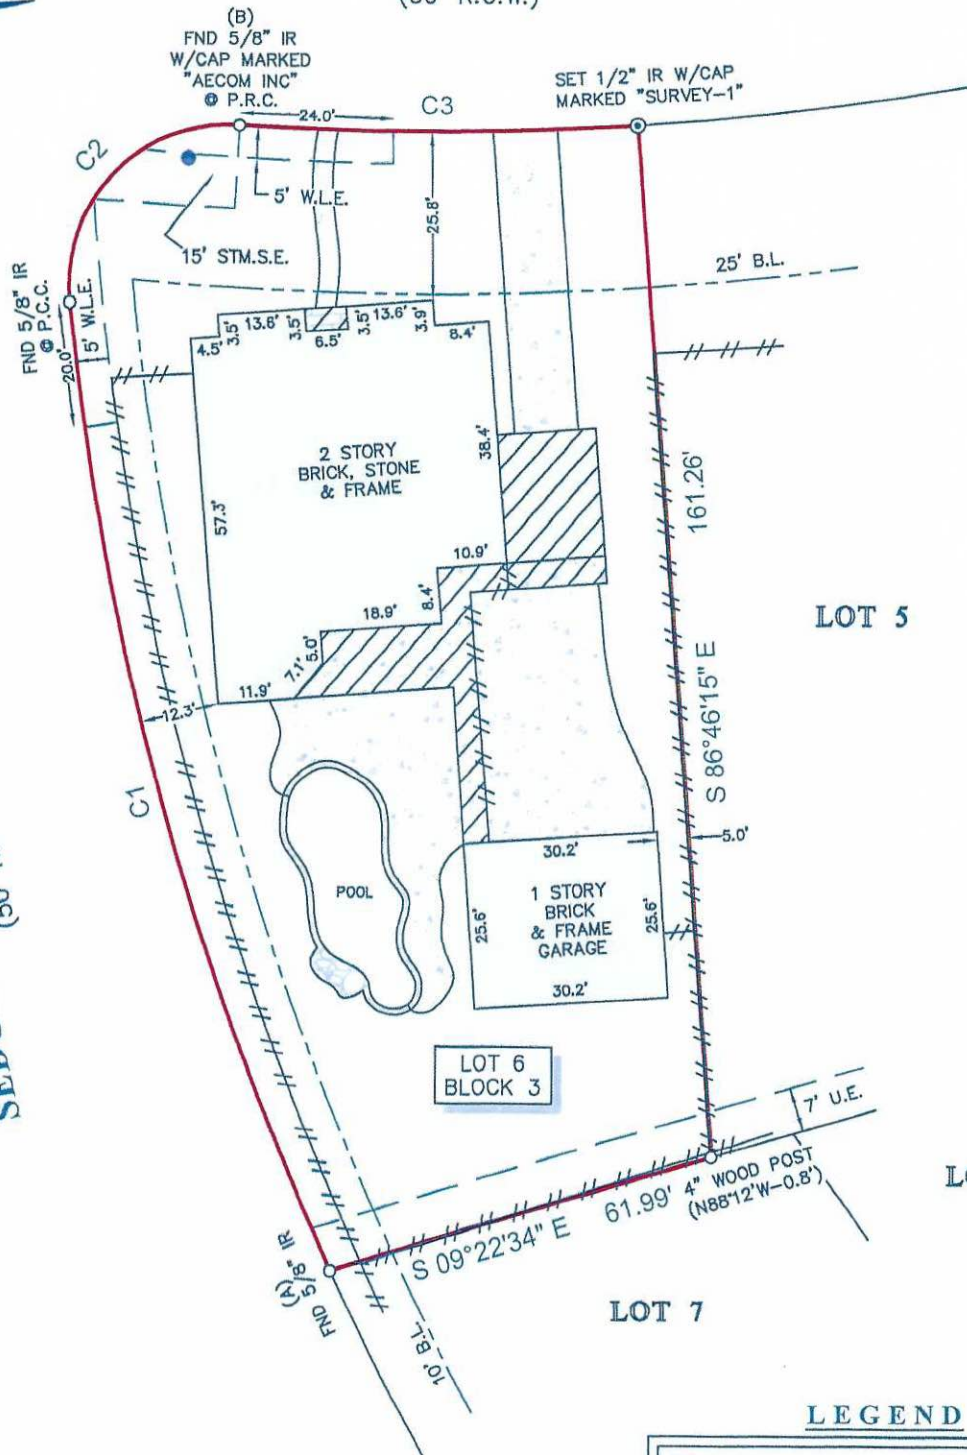 (B)
FND 5/8" IR
W/CAP MARKED
"AECOM INC"
@ P.R.C.
SET 1/2" IR W/CAP
MARKED "SURVEY-1"
24.0'
C3
C2
5' W.L.E.
15' STM.S.E.
25.8'
25' B.L.
FND 5/8" IR
@ P.C.C.
20.0'
5' W.L.E.
4.5'
3.5'
13.6'
3.5'
6.5'
3.5'
13.6'
3.9'
8.4'
2 STORY
BRICK, STONE
& FRAME
38.4'
57.3'
161.26'
S 86°46'15" E
10.9'
8.4'
18.9'
5.0'
7.1'
11.9'
12.3'
LOT 5
C1
5.0'
30.2'
POOL
1 STORY
BRICK
& FRAME
GARAGE
25.6'
25.6'
30.2'
LOT 6
BLOCK 3
7' U.E.
4" WOOD POST
(N88°12'W-0.8')
61.99'
S 09°22'34" E
(A)
FND 5/8" IR
LOT 7
10' B.L.
LEGEND